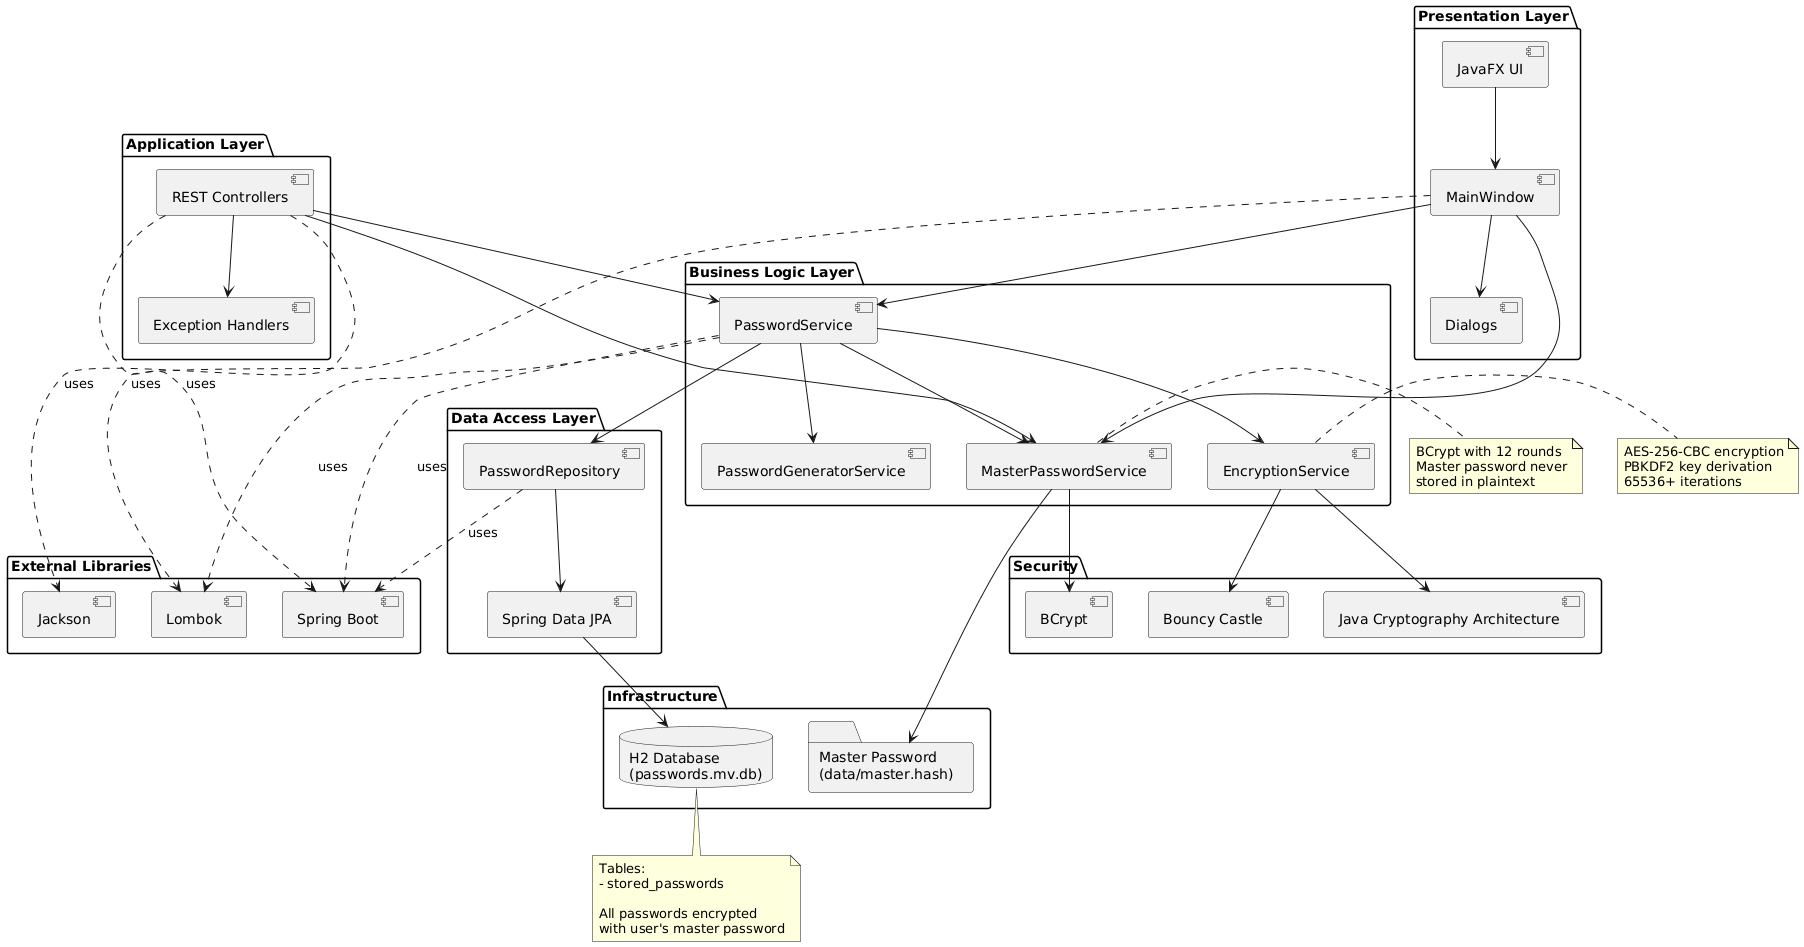 Presentation Layer
JavaFX UI
Application Layer
REST Controllers
MainWindow
Business Logic Layer
Exception Handlers
PasswordService
Dialogs
uses
uses
uses
Data Access Layer
uses
uses
PasswordRepository
PasswordGeneratorService
MasterPasswordService
EncryptionService
BCrypt with 12 rounds
Master password never
stored in plaintext
AES-256-CBC encryption
PBKDF2 key derivation
65536+ iterations
uses
External Libraries
Security
Jackson
Lombok
Spring Boot
Spring Data JPA
BCrypt
Bouncy Castle
Java Cryptography Architecture
Infrastructure
H2 Database
(passwords.mv.db)
Master Password
(data/master.hash)
Tables:
- stored_passwords
All passwords encrypted
with user's master password